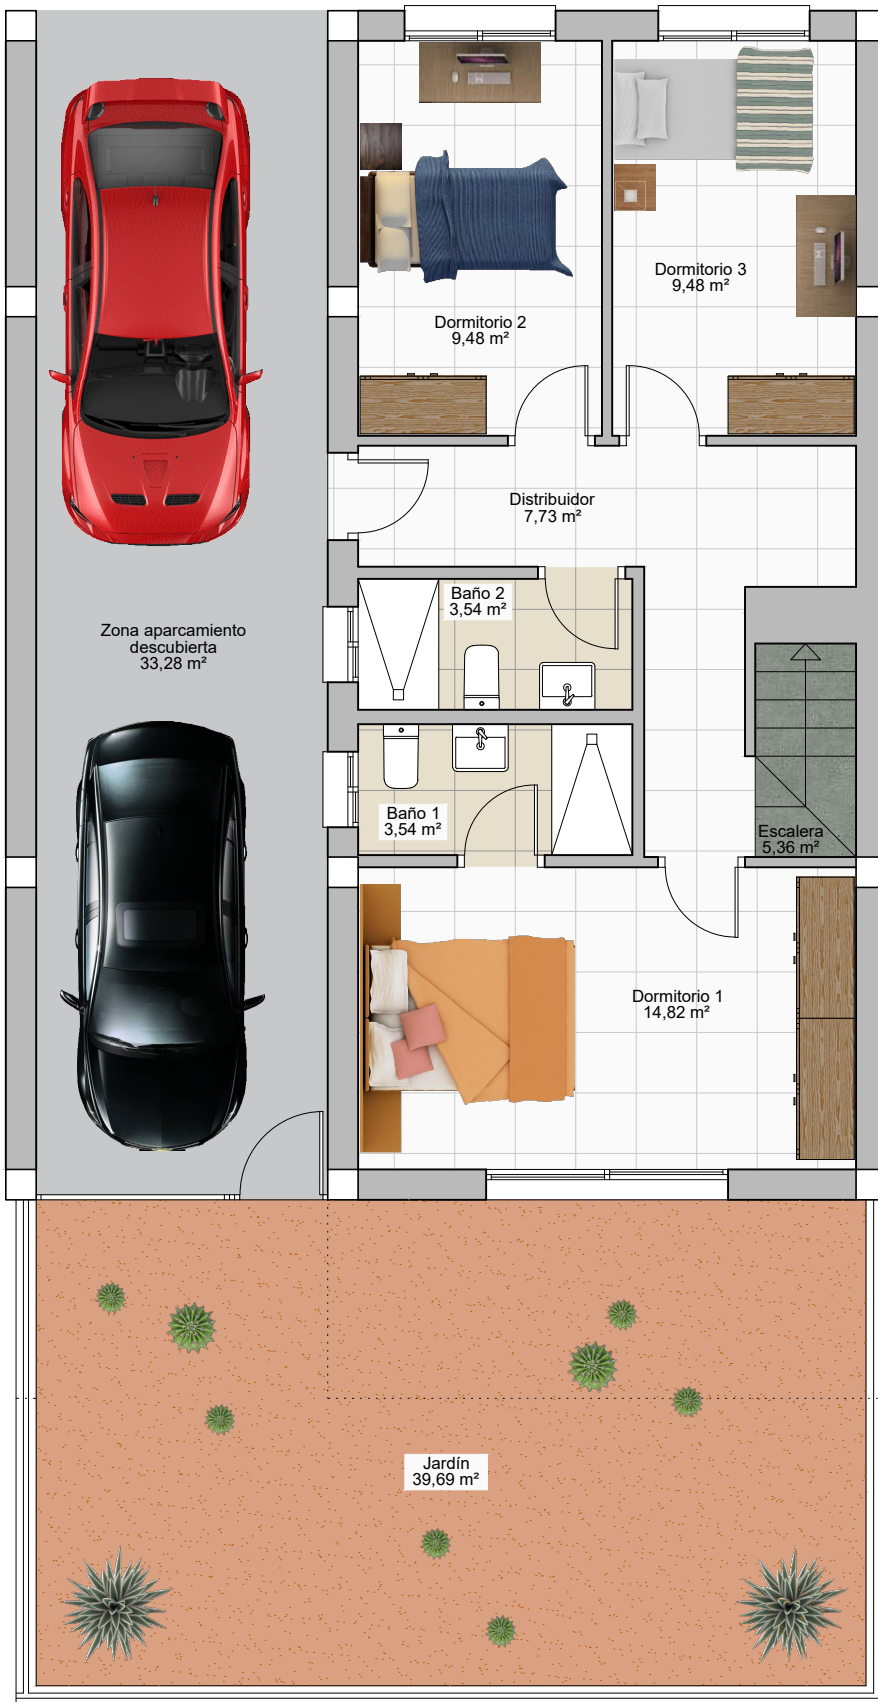 Dormitorio 3
9,48 m²
Dormitorio 2
9,48 m²
Distribuidor
7,73 m²
Baño 2
3,54 m²
Zona aparcamiento
descubierta
33,28 m²
Baño 1
3,54 m²
Escalera
5,36 m²
Dormitorio 1
14,82 m²
Jardín
39,69 m²